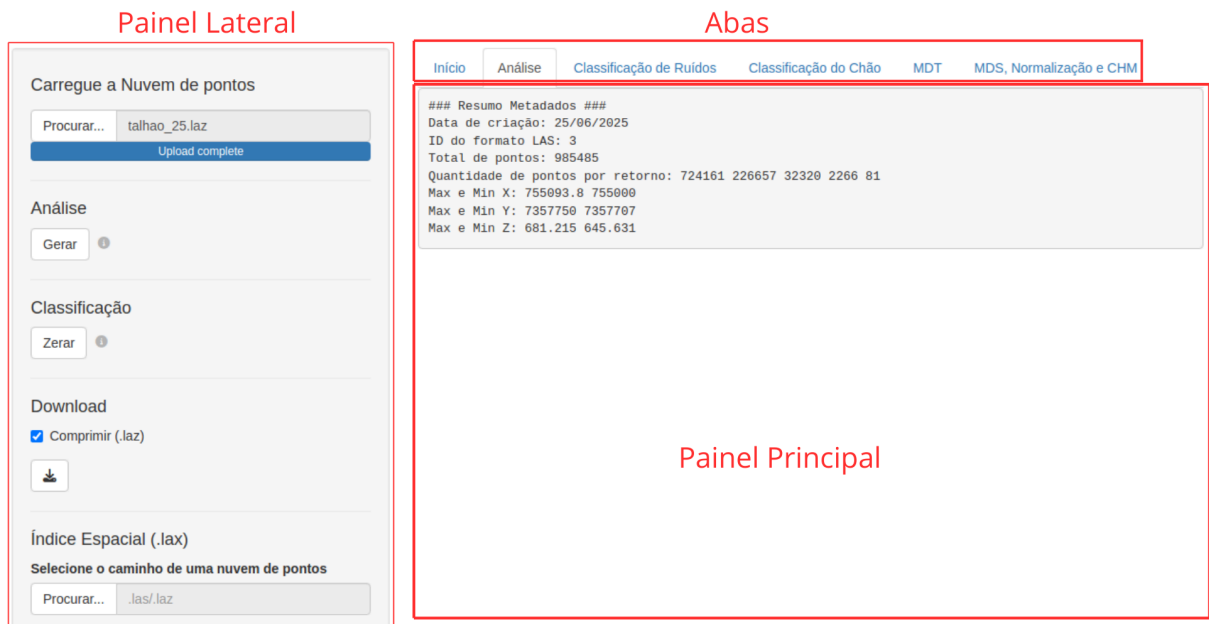 Painel Lateral
Carregue a Nuvem de pontos
Procurar... talhao_25.laz
Upload complete
Análise
Gerar
Classificação
Zerar
Download
Comprimir (.laz)
Índice Espacial (.lax)
Selecione o caminho de uma nuvem de pontos
Procurar... .las/.laz
Abas
Início Análise Classificação de Ruídos Classificação do Chão MDT MDS, Normalização e CHM
### Resumo Metadados ###
Data de criação: 25/06/2025
ID do formato LAS: 3
Total de pontos: 985485
Quantidade de pontos por retorno: 724161 226657 32320 2266 81
Max e Min X: 755093.8 755000
Max e Min Y: 7357750 7357707
Max e Min Z: 681.215 645.631
Painel Principal